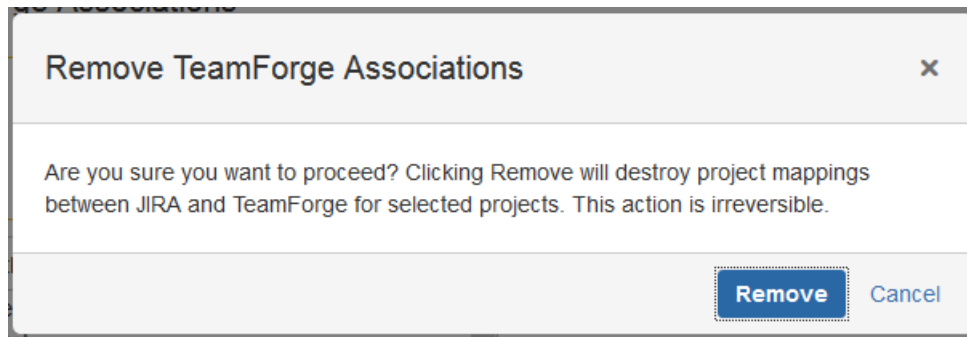 Remove TeamForge Associations
×
Are you sure you want to proceed? Clicking Remove will destroy project mappings
between JIRA and TeamForge for selected projects. This action is irreversible.
Remove Cancel